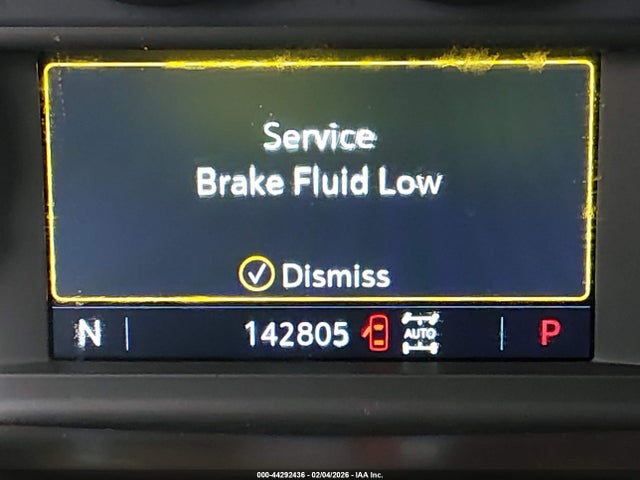 Service
Brake Fluid Low
Dismiss
N 142805 AUTO P
000-44292436 - 02/04/2026 - IAA Inc.